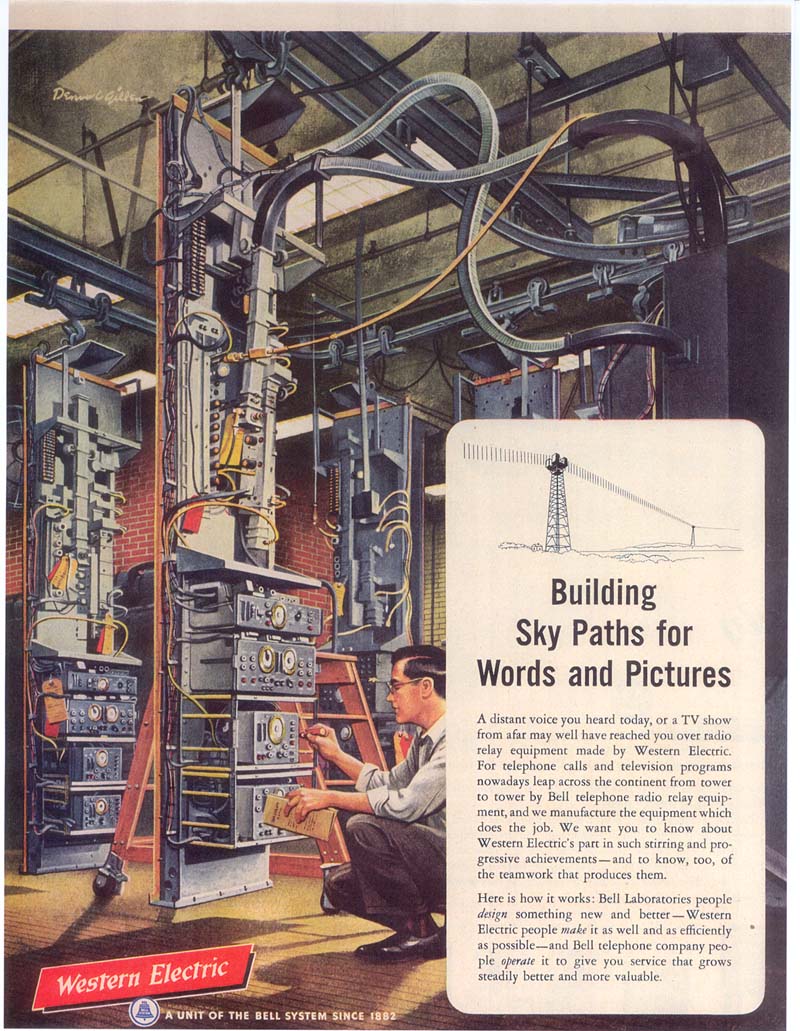 Building
Sky Paths for
Words and Pictures
A distant voice you heard today, or a TV show
from afar may well have reached you over radio
relay equipment made by Western Electric.
For telephone calls and television programs
nowadays leap across the continent from tower
to tower by Bell telephone radio relay equip-
ment, and we manufacture the equipment which
does the job. We want you to know about
Western Electric's part in such stirring and pro-
gressive achievements—and to know, too, of
the teamwork that produces them.
Here is how it works: Bell Laboratories people
design something new and better—Western
Electric people make it as well and as efficiently
as possible—and Bell telephone company peo-
ple operate it to give you service that grows
steadily better and more valuable.
Western Electric
A UNIT OF THE BELL SYSTEM SINCE 1882